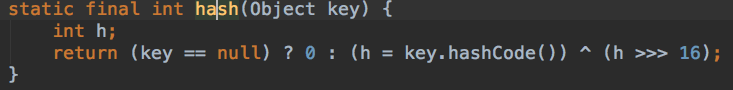 static final int hash(Object key) {
    int h;
    return (key == null) ? 0 : (h = key.hashCode()) ^ (h >>> 16);
}